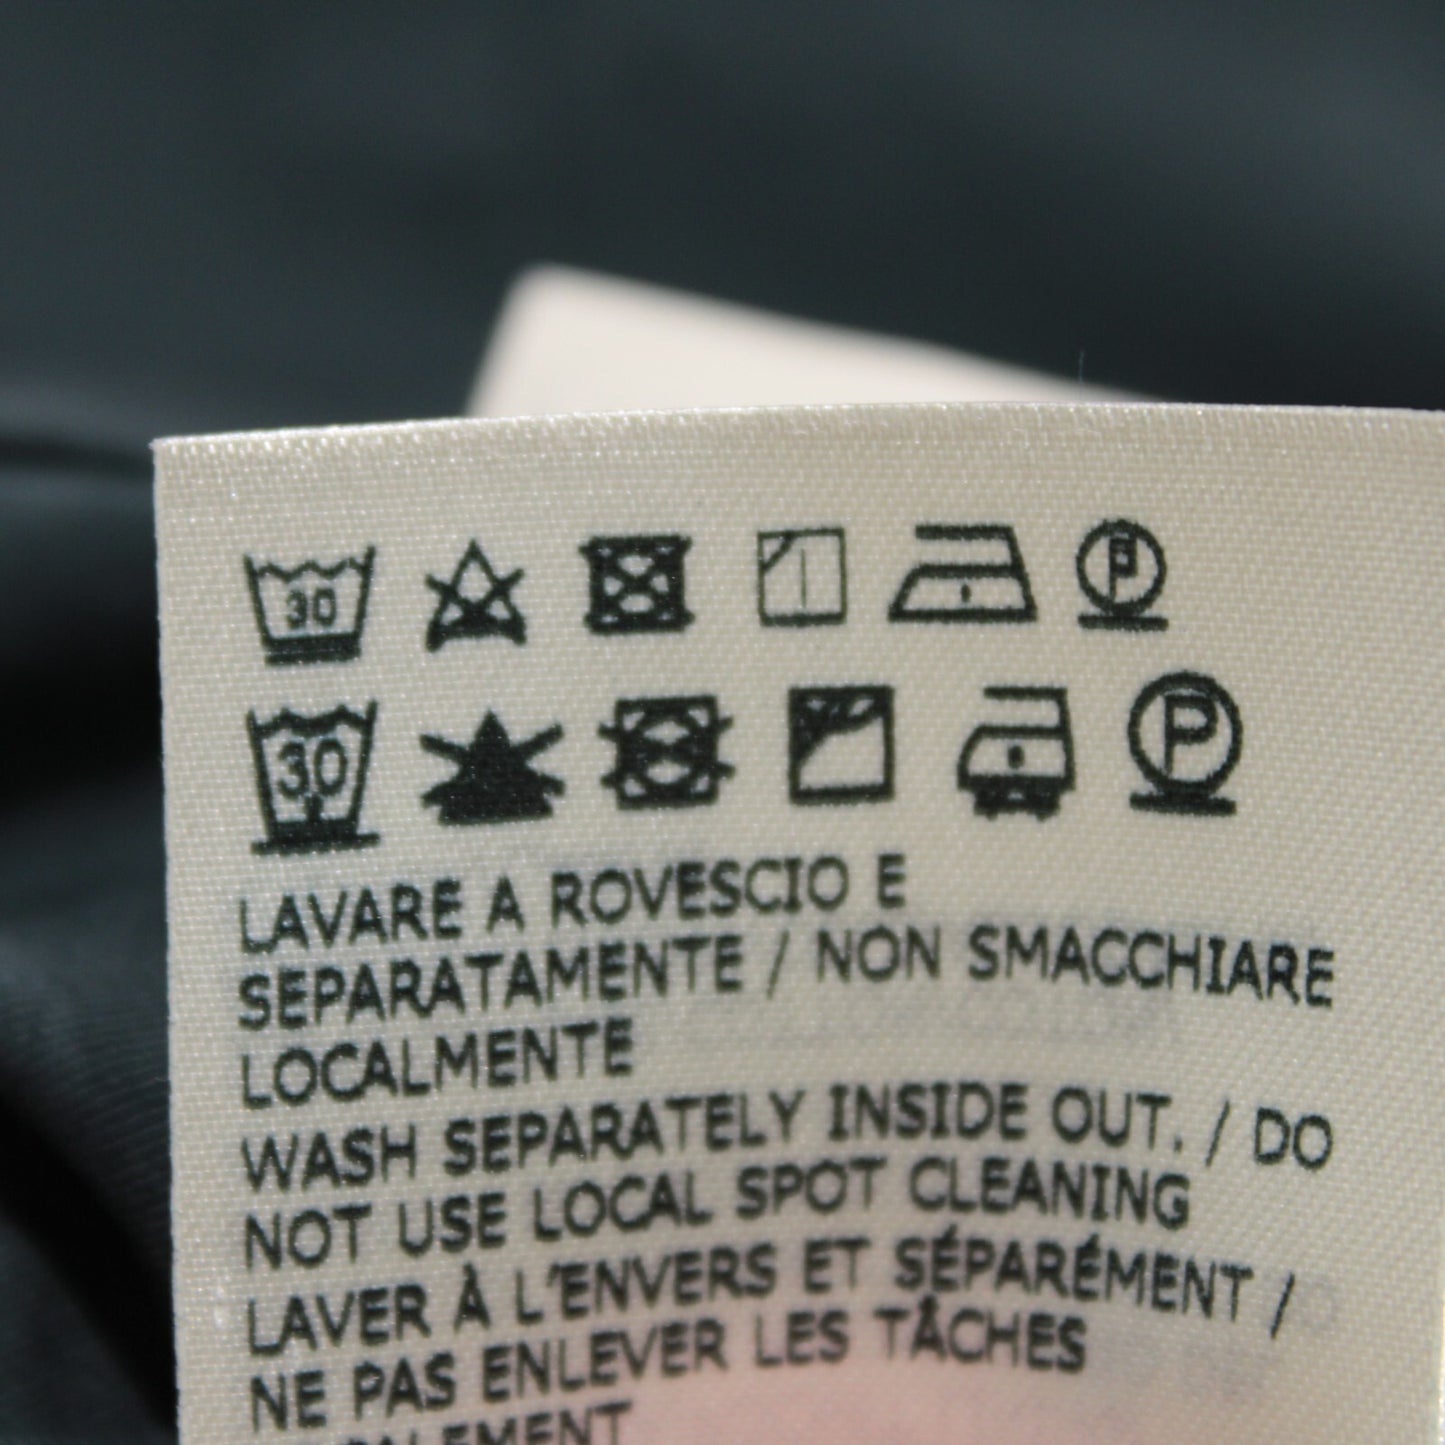 30 P
30 P
LAVARE A ROVESCIO E
SEPARATAMENTE / NON SMACCHIARE
LOCALMENTE
WASH SEPARATELY INSIDE OUT. / DO
NOT USE LOCAL SPOT CLEANING
LAVER À L'ENVERS ET SÉPARÉMENT /
NE PAS ENLEVER LES TÂCHES